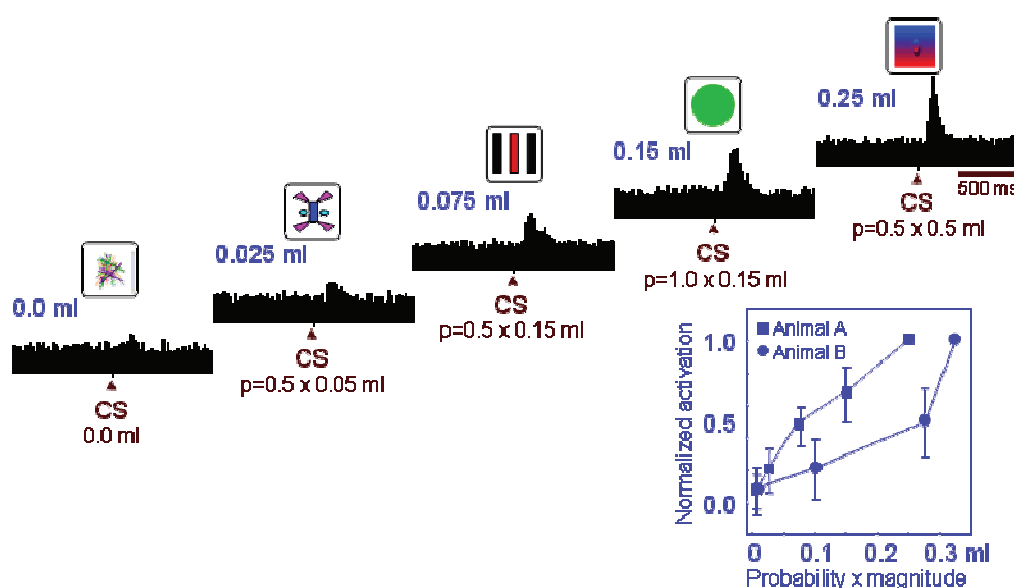 0.25 ml
500 ms
CS
p=0.5 x 0.5 ml
0.15 ml
CS
p=1.0 x 0.15 ml
0.075 ml
CS
p=0.5 x 0.15 ml
0.025 ml
CS
p=0.5 x 0.05 ml
0.0 ml
CS
0.0 ml
Animal A
Animal B
Normalized activation
1.0
0.5
0.0
0 0.1 0.2 0.3 ml
Probability x magnitude